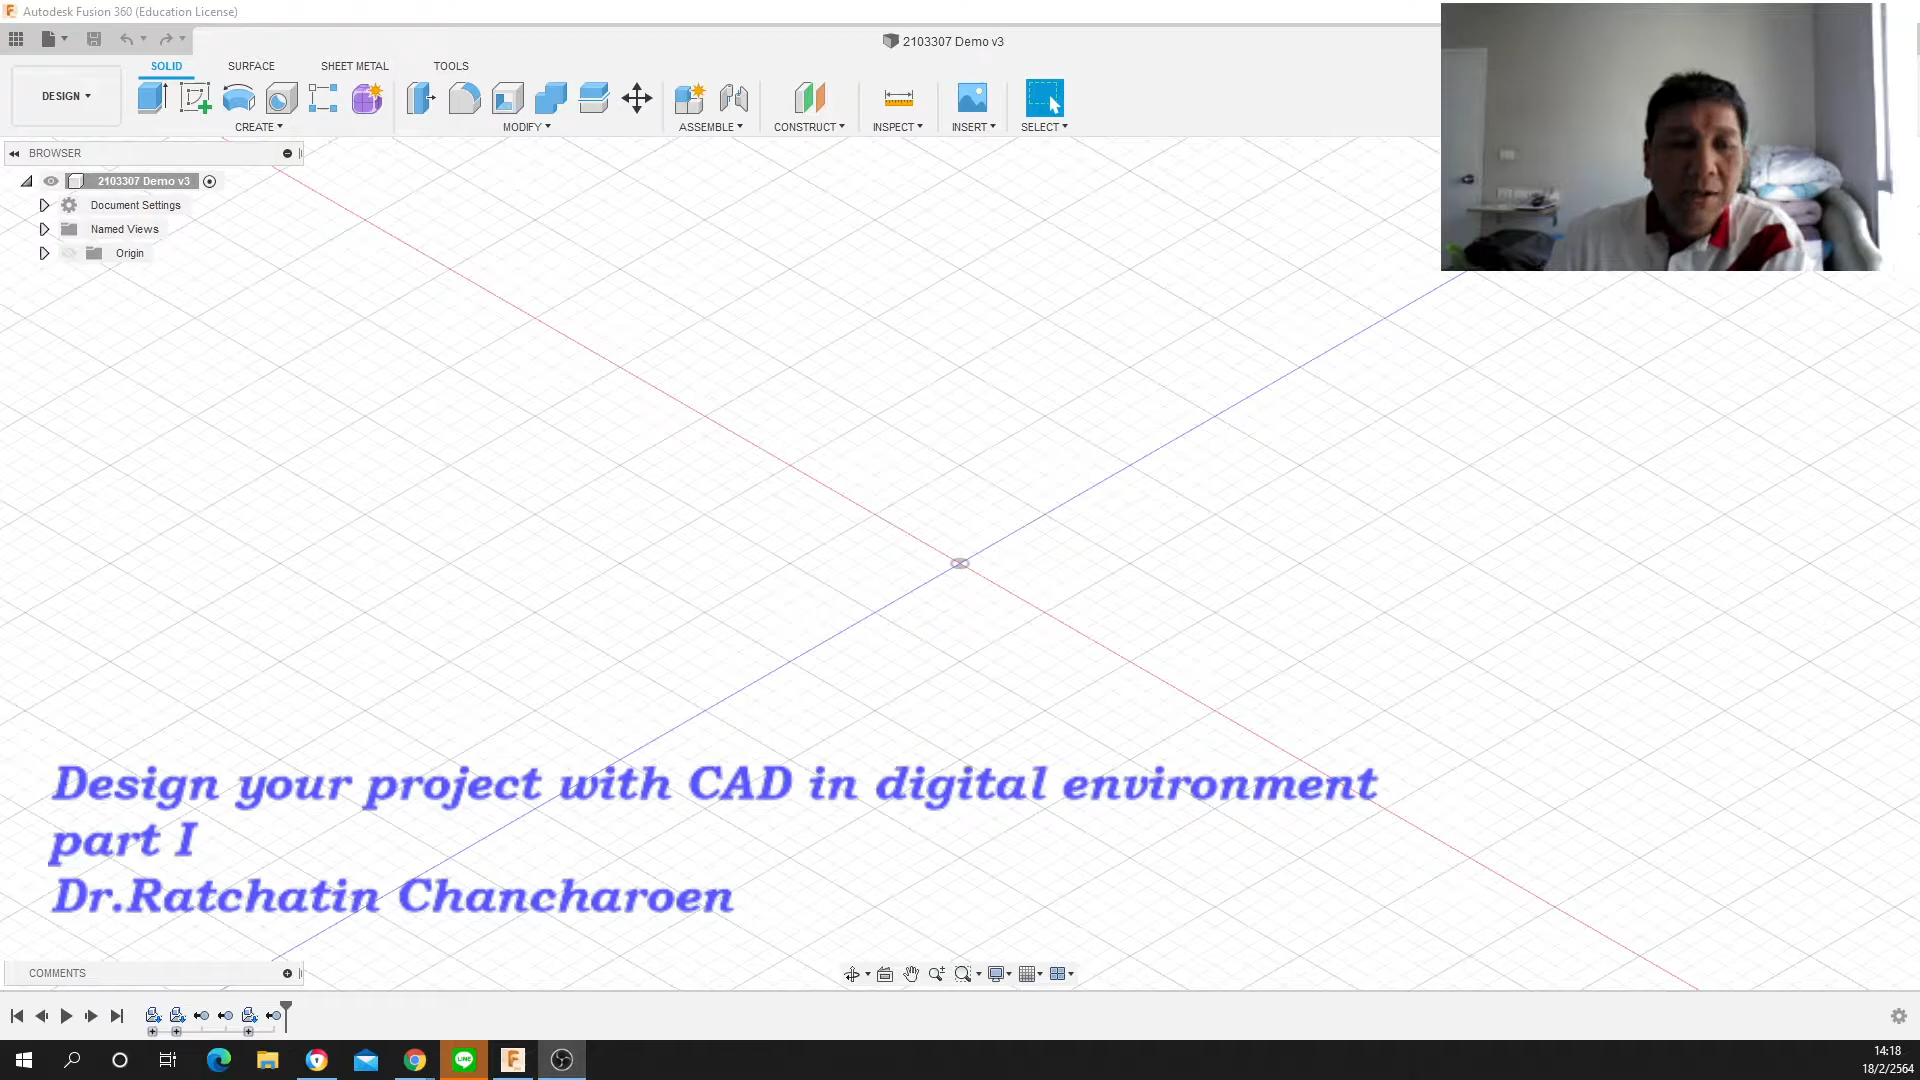 Autodesk Fusion 360 (Education License)
2103307 Demo v3
SOLID SURFACE SHEET METAL TOOLS
DESIGN
CREATE MODIFY ASSEMBLE CONSTRUCT INSPECT INSERT SELECT
BROWSER
2103307 Demo v3
Document Settings
Named Views
Origin
Design your project with CAD in digital environment
part I
Dr.Ratchatin Chancharoen
COMMENTS
LINE
14:18
18/2/2564